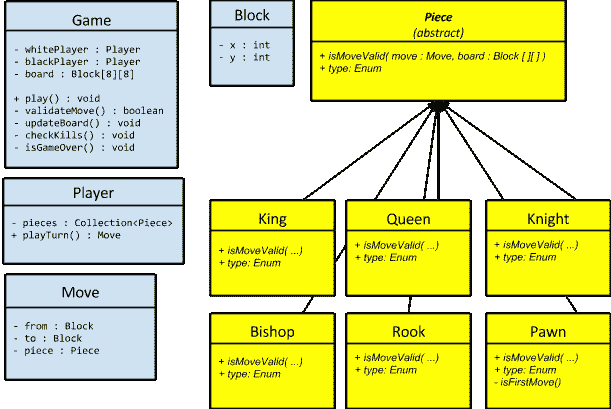 Game
- whitePlayer : Player
- blackPlayer : Player
- board : Block[8][8]
+ play() : void
- validateMove() : boolean
- updateBoard() : void
- checkKills() : void
- isGameOver() : void
Block
- x : int
- y : int
Piece
(abstract)
+ isMoveValid( move : Move, board : Block [ ][ ] )
+ type: Enum
Player
- pieces : Collection<Piece>
+ playTurn() : Move
Move
- from : Block
- to : Block
- piece : Piece
King
+ isMoveValid( ...)
+ type: Enum
Queen
+ isMoveValid( ...)
+ type: Enum
Knight
+ isMoveValid( ...)
+ type: Enum
Bishop
+ isMoveValid( ...)
+ type: Enum
Rook
+ isMoveValid( ...)
+ type: Enum
Pawn
+ isMoveValid( ...)
+ type: Enum
- isFirstMove()